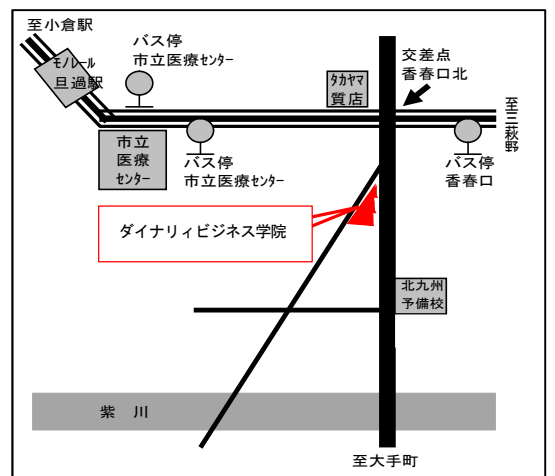 至小倉駅
バス停
市立医療ｾﾝﾀｰ
ﾓﾉﾚｰﾙ
旦過駅
ﾀｶﾔﾏ
質店
交差点
香春口北
至三萩野
市立
医療
ｾﾝﾀｰ
バス停
市立医療ｾﾝﾀｰ
バス停
香春口
ダイナリィビジネス学院
北九州
予備校
紫　川
至大手町